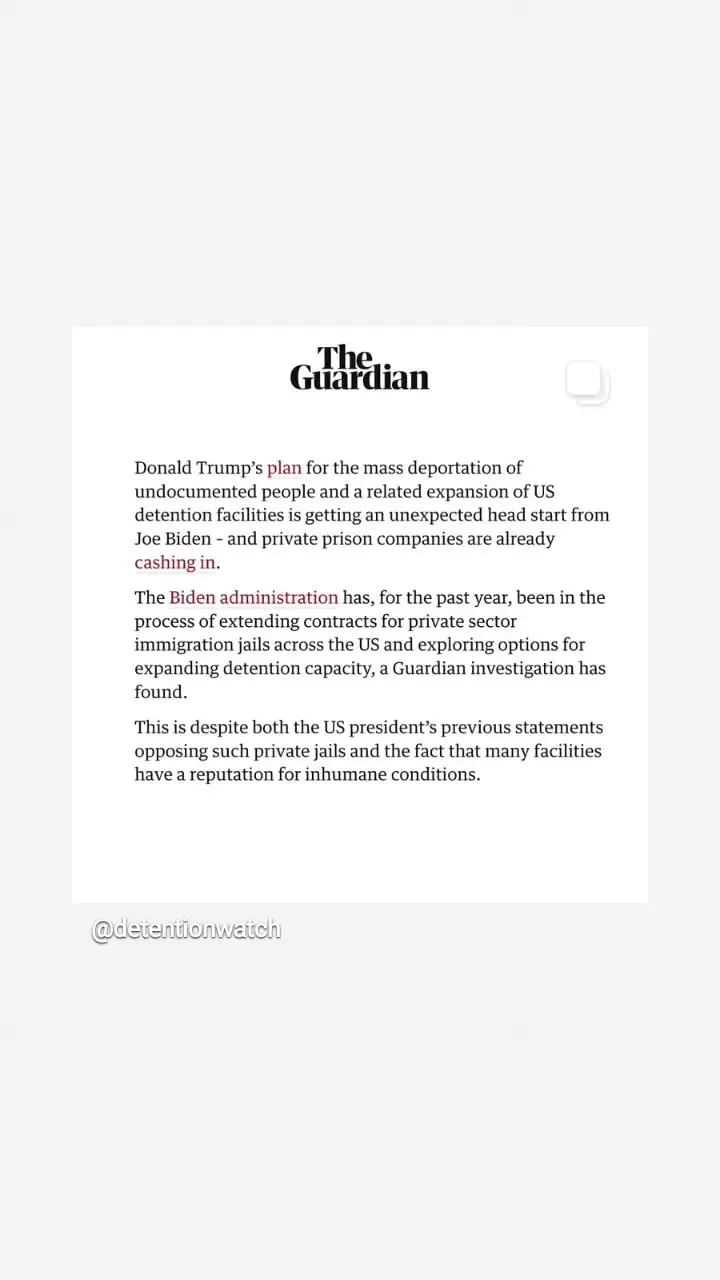 The
Guardian
Donald Trump’s plan for the mass deportation of
undocumented people and a related expansion of US
detention facilities is getting an unexpected head start from
Joe Biden – and private prison companies are already
cashing in.
The Biden administration has, for the past year, been in the
process of extending contracts for private sector
immigration jails across the US and exploring options for
expanding detention capacity, a Guardian investigation has
found.
This is despite both the US president’s previous statements
opposing such private jails and the fact that many facilities
have a reputation for inhumane conditions.
@detentionwatch